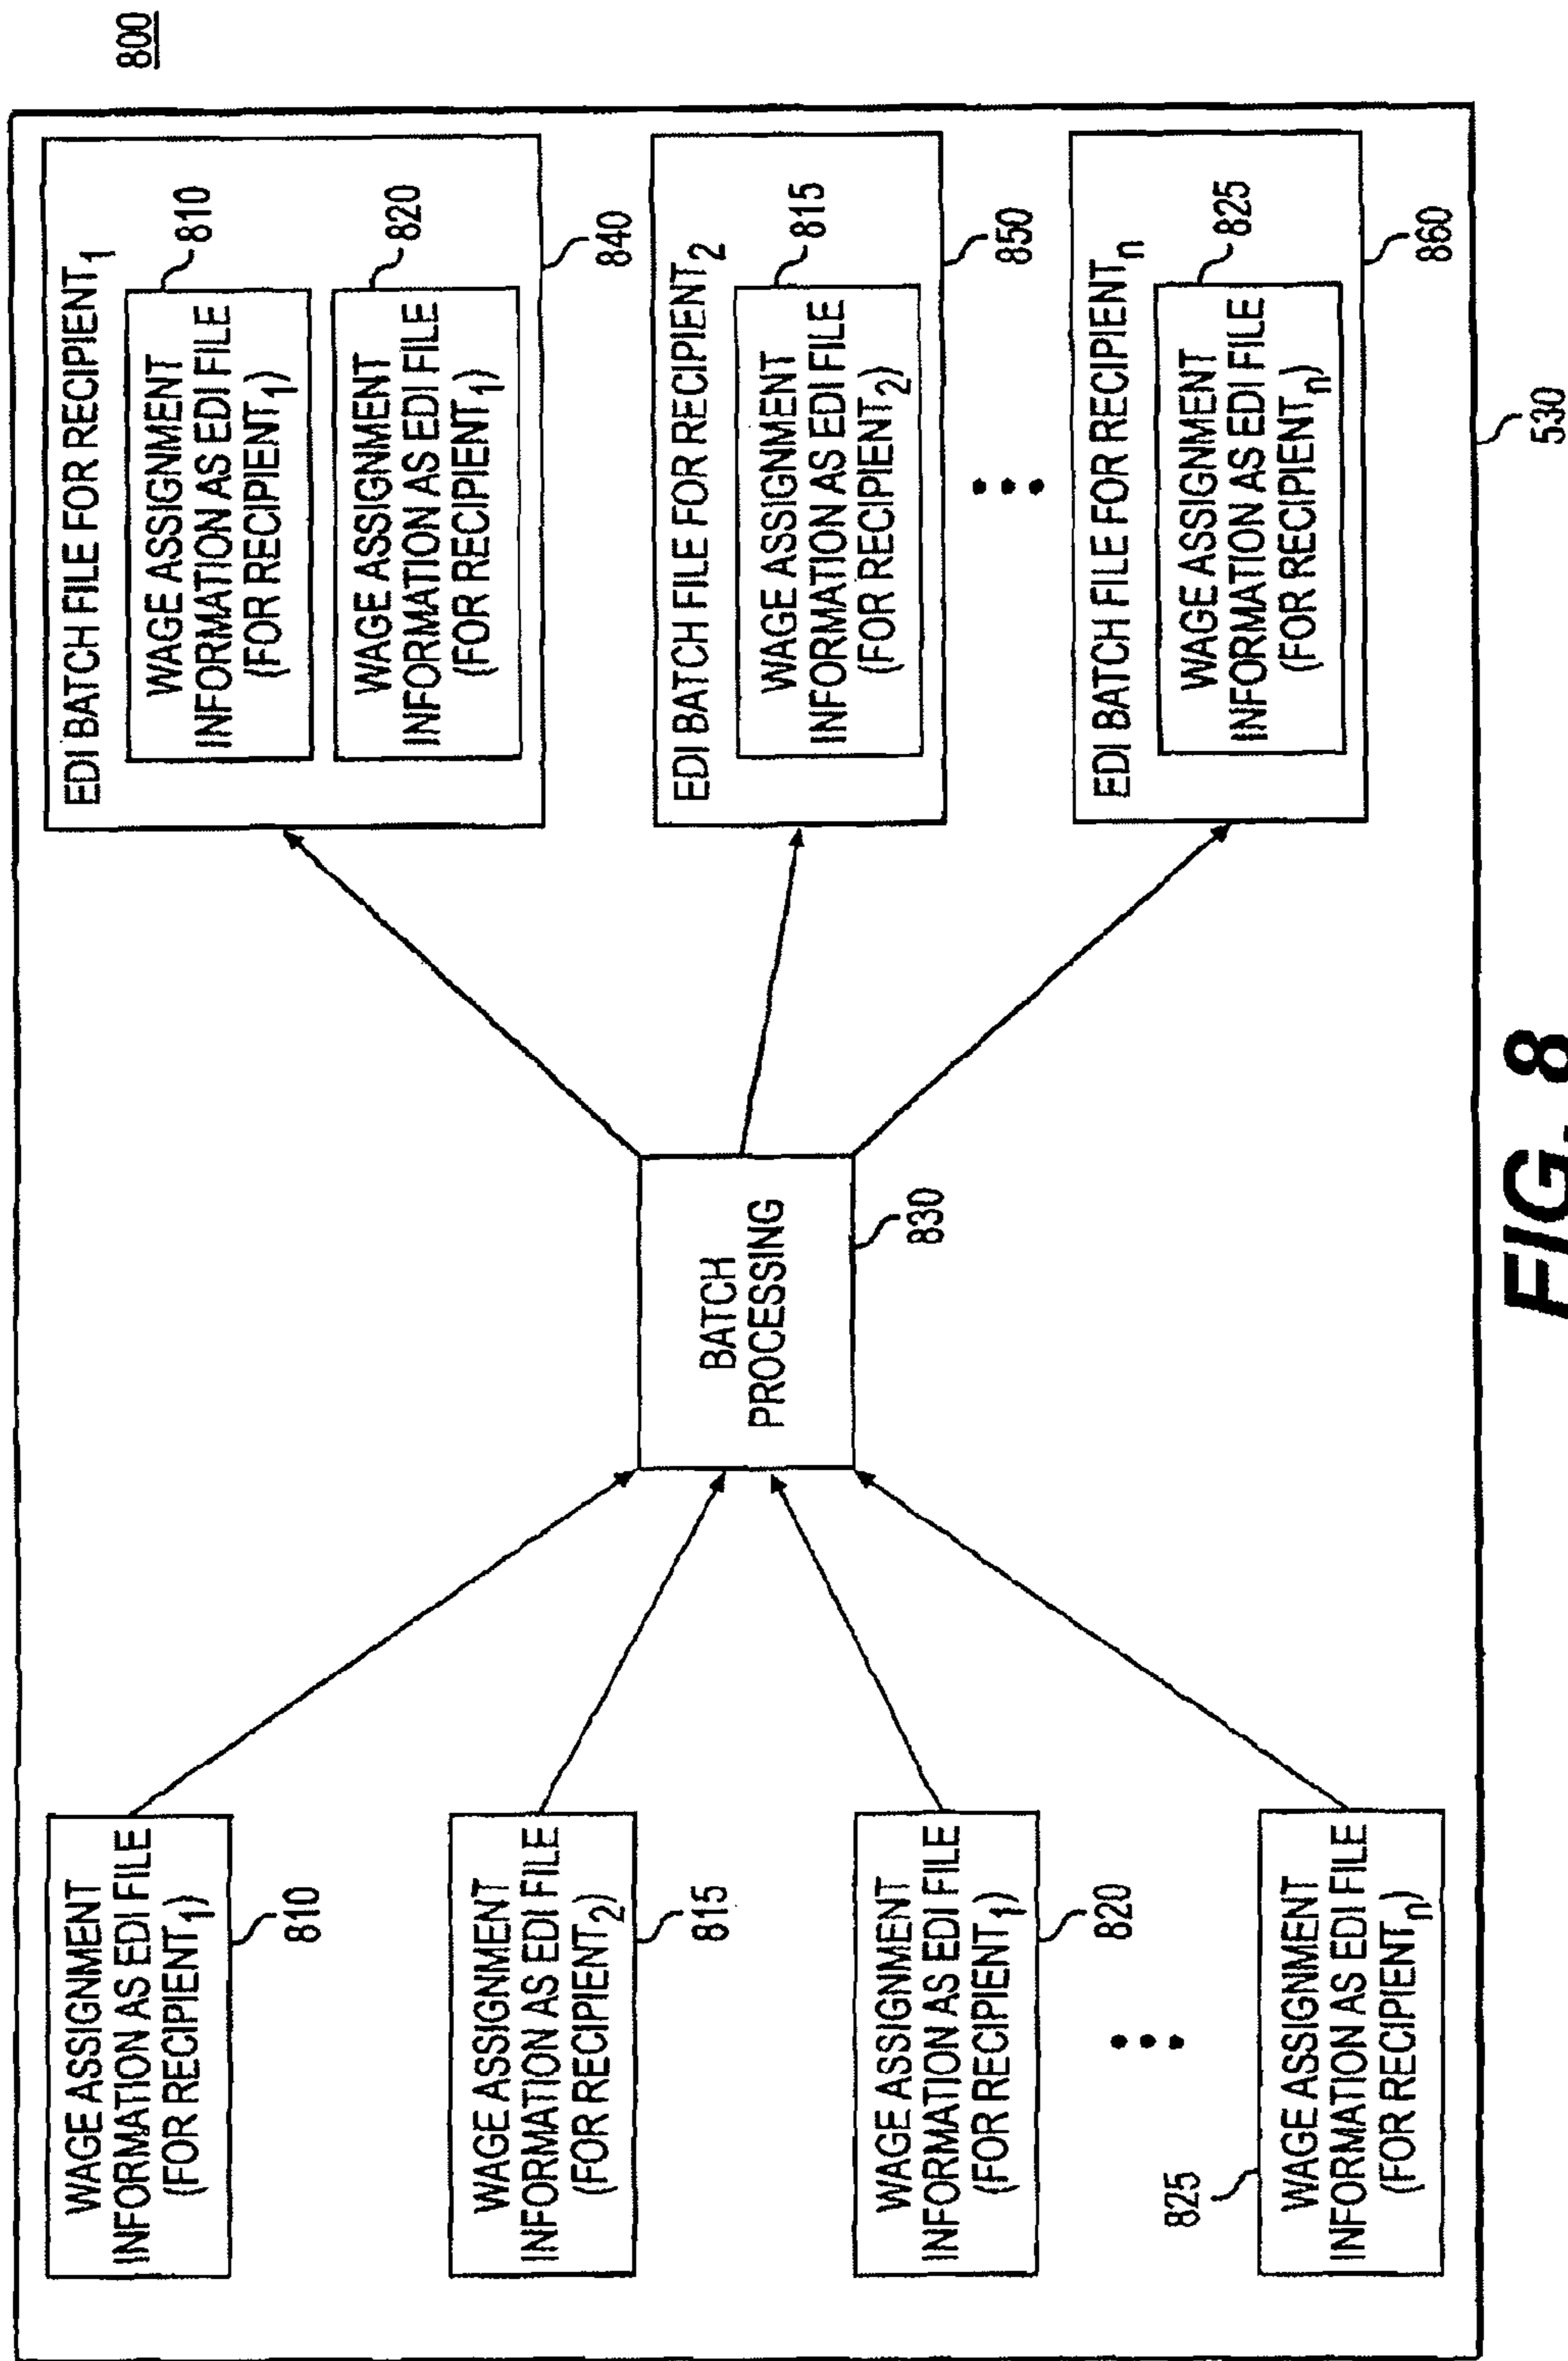 800
WAGE ASSIGNMENT
INFORMATION AS EDI FILE
(FOR RECIPIENT1)
810
WAGE ASSIGNMENT
INFORMATION AS EDI FILE
(FOR RECIPIENT2)
815
WAGE ASSIGNMENT
INFORMATION AS EDI FILE
(FOR RECIPIENT1)
820
825
WAGE ASSIGNMENT
INFORMATION AS EDI FILE
(FOR RECIPIENTn)
BATCH
PROCESSING
830
EDI BATCH FILE FOR RECIPIENT1
WAGE ASSIGNMENT
INFORMATION AS EDI FILE
(FOR RECIPIENT1)
810
WAGE ASSIGNMENT
INFORMATION AS EDI FILE
(FOR RECIPIENT1)
820
840
EDI BATCH FILE FOR RECIPIENT2
WAGE ASSIGNMENT
INFORMATION AS EDI FILE
(FOR RECIPIENT2)
815
850
EDI BATCH FILE FOR RECIPIENTn
WAGE ASSIGNMENT
INFORMATION AS EDI FILE
(FOR RECIPIENTn)
825
860
530
FIG. 8